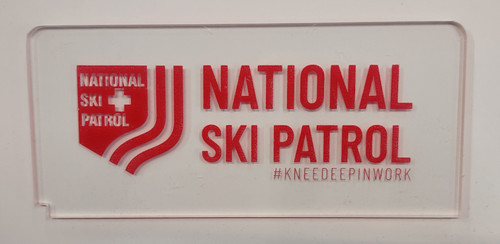 NATIONAL
SKI
PATROL
NATIONAL
SKI PATROL
#KNEEDEEPINWORK